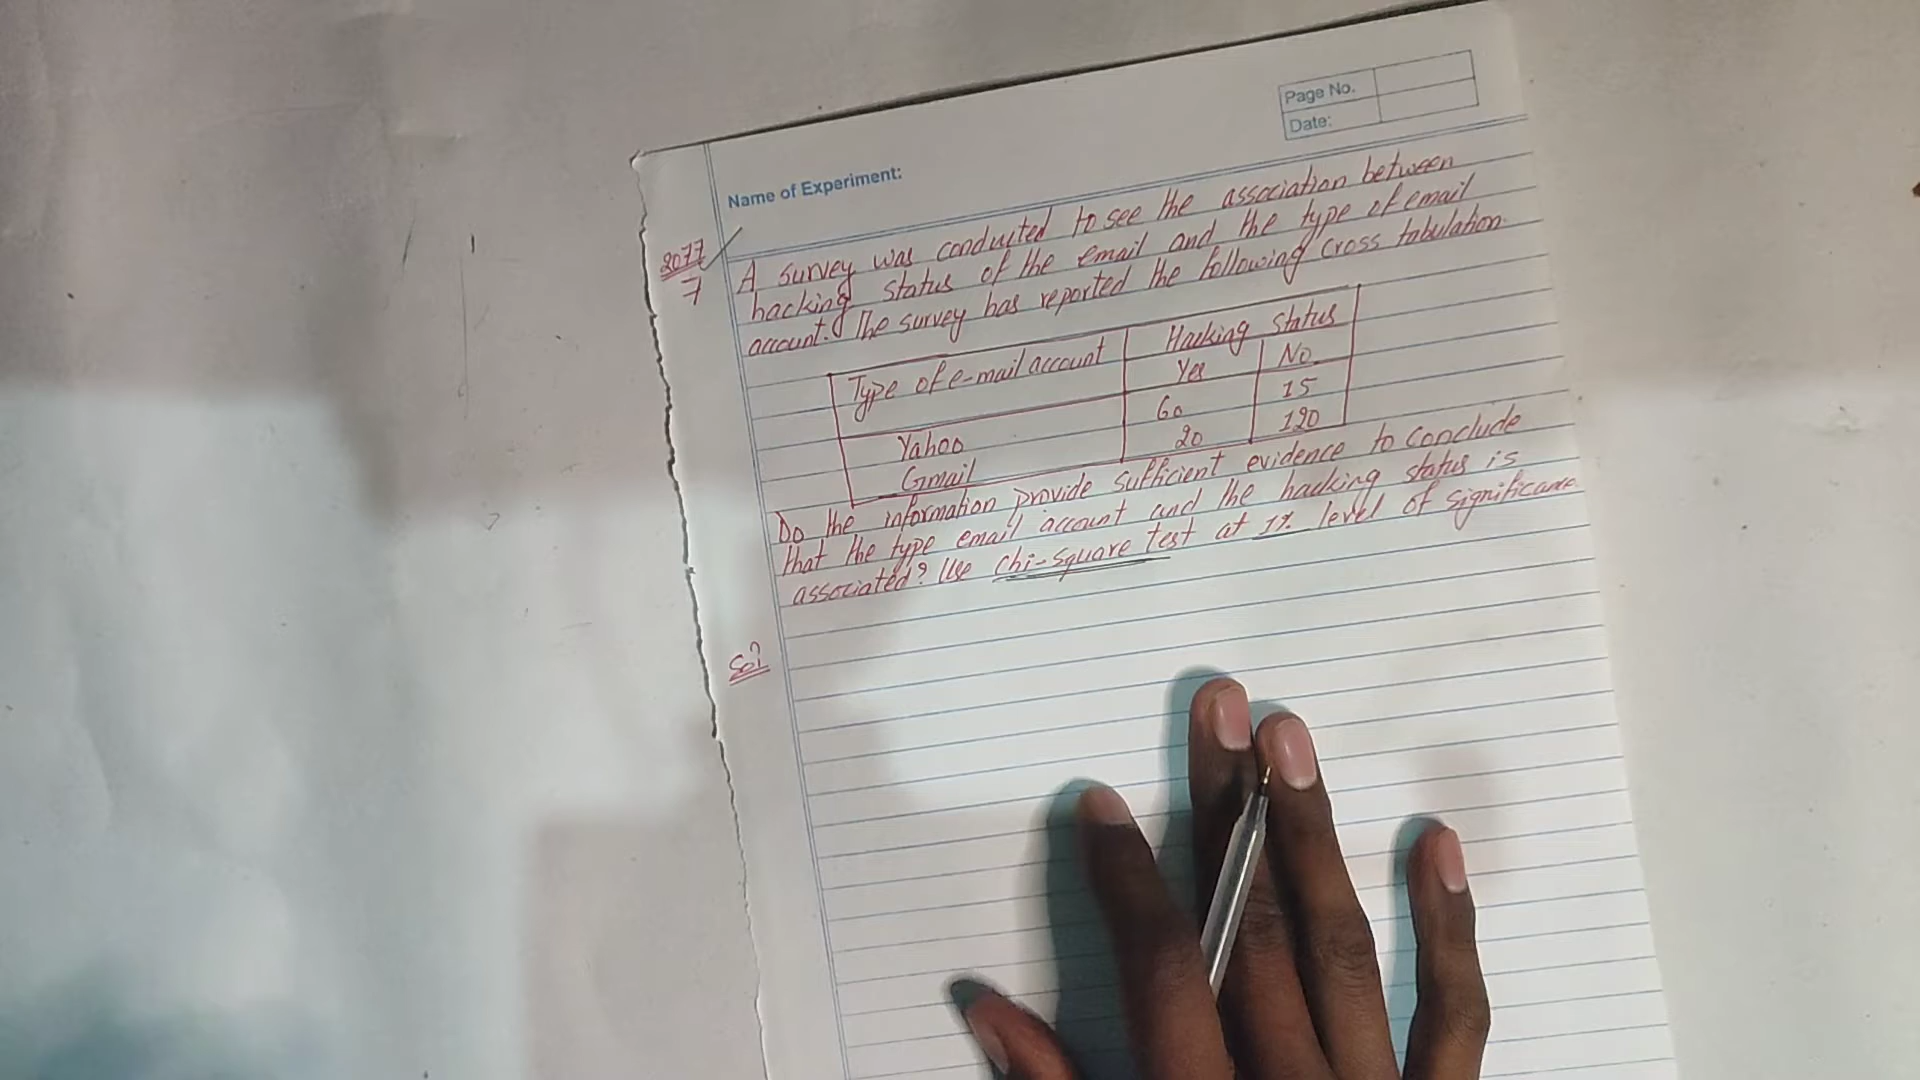 Page No.
Date:
Name of Experiment:
2077
7
A survey was conducted to see the association between
hacking status of the email and the type of email
account. The survey has reported the following cross tabulation.
Type of e-mail account
Hacking Status
Yes
No
Yahoo
60
15
Gmail
20
120
Do the information provide sufficient evidence to conclude
that the type email account and the hacking status is
associated? Use Chi-square test at 1% level of significance
Sol